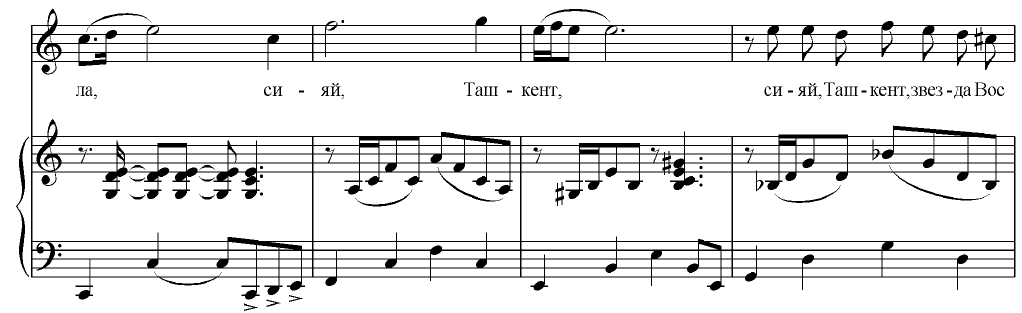 ла, си - яй, Таш - кент, си - яй, Таш - кент, звез - да Вос